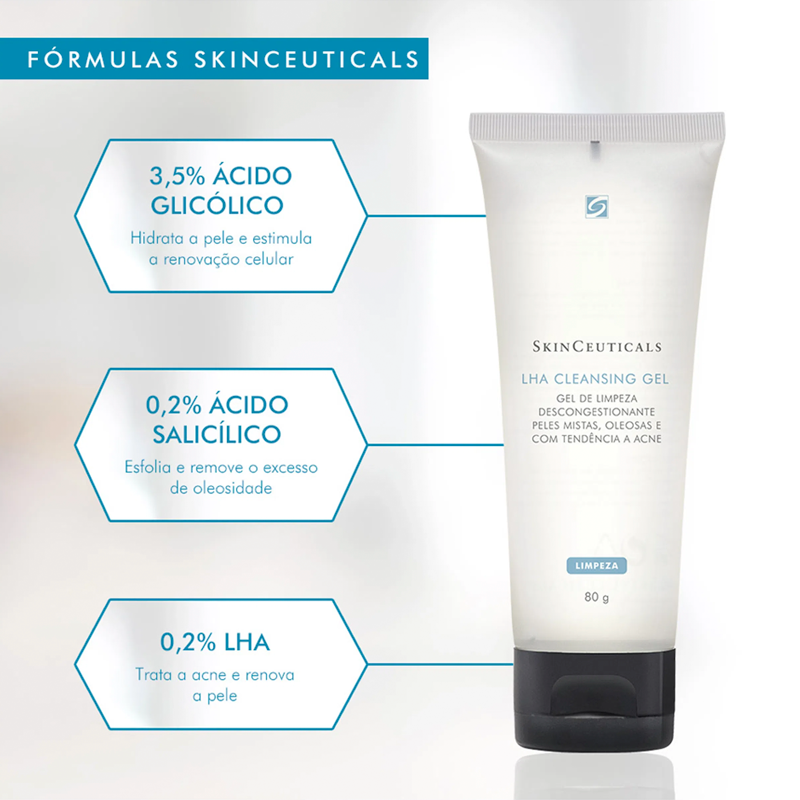 FÓRMULAS SKINCEUTICALS
3,5% ÁCIDO
GLICÓLICO
Hidrata a pele e estimula
a renovação celular
0,2% ÁCIDO
SALICÍLICO
Esfolia e remove o excesso
de oleosidade
0,2% LHA
Trata a acne e renova
a pele
SKINCEUTICALS
LHA CLEANSING GEL
GEL DE LIMPEZA
DESCONGESTIONANTE
PELES MISTAS, OLEOSAS E
COM TENDÊNCIA A ACNE
LIMPEZA
80 g